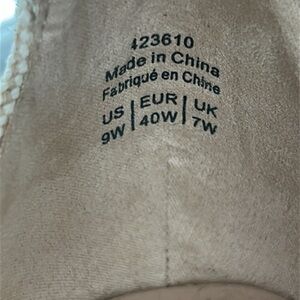 423610
Made in China
Fabriqué en Chine
US | EUR | UK
9W | 40W | 7W